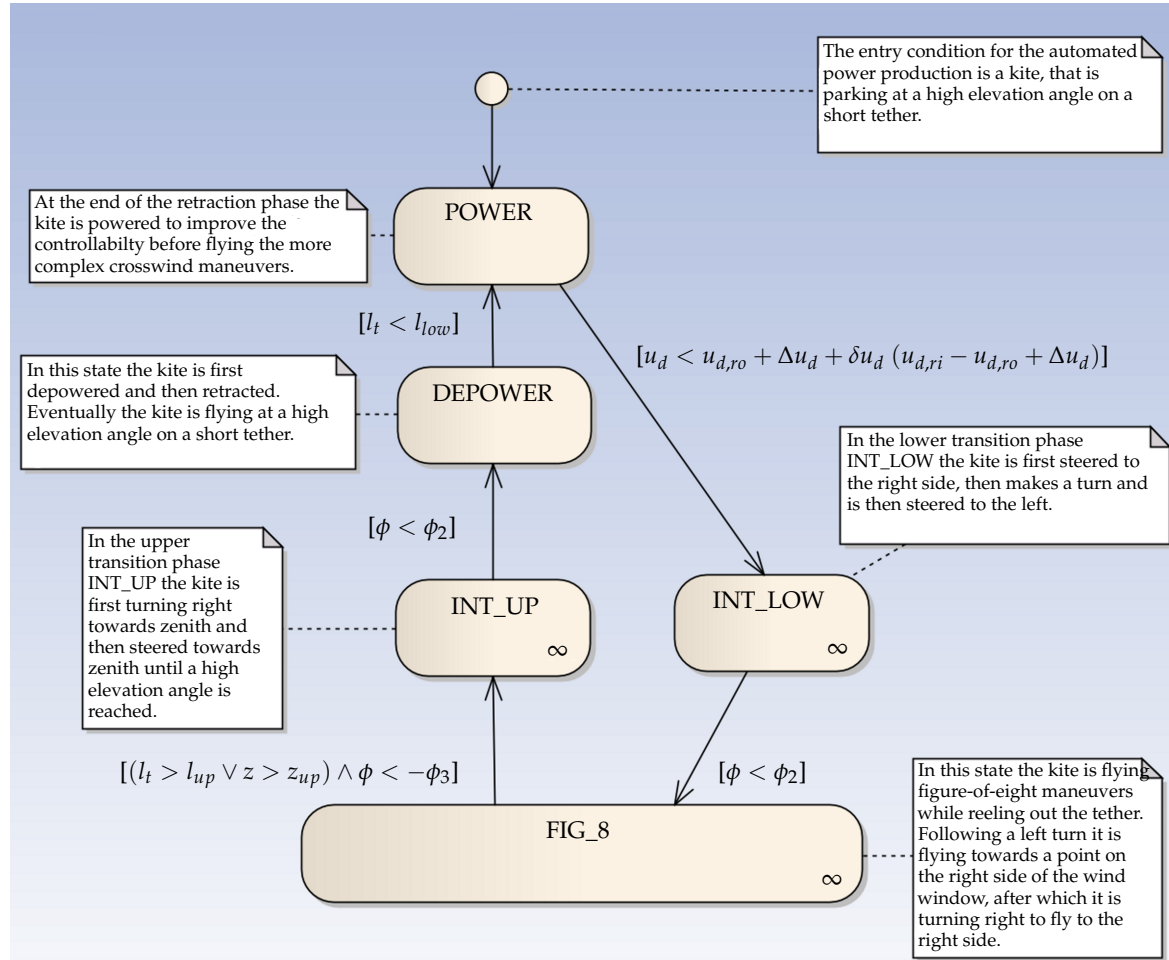 The entry condition for the automated
power production is a kite, that is
parking at a high elevation angle on a
short tether.
At the end of the retraction phase the
kite is powered to improve the
controllabilty before flying the more
complex crosswind maneuvers.
POWER
[l_t < l_{low}]
[u_d < u_{d,ro} + Δu_d + δu_d (u_{d,ri} − u_{d,ro} + Δu_d)]
In this state the kite is first
depowered and then retracted.
Eventually the kite is flying at a high
elevation angle on a short tether.
DEPOWER
In the lower transition phase
INT_LOW the kite is first steered to
the right side, then makes a turn and
is then steered to the left.
[ϕ < ϕ_2]
In the upper
transition phase
INT_UP the kite is
first turning right
towards zenith and
then steered towards
zenith until a high
elevation angle is
reached.
INT_UP
∞
INT_LOW
∞
[(l_t > l_{up} ∨ z > z_{up}) ∧ ϕ < −ϕ_3]
[ϕ < ϕ_2]
FIG_8
∞
In this state the kite is flying
figure-of-eight maneuvers
while reeling out the tether.
Following a left turn it is
flying towards a point on
the right side of the wind
window, after which it is
turning right to fly to the
right side.